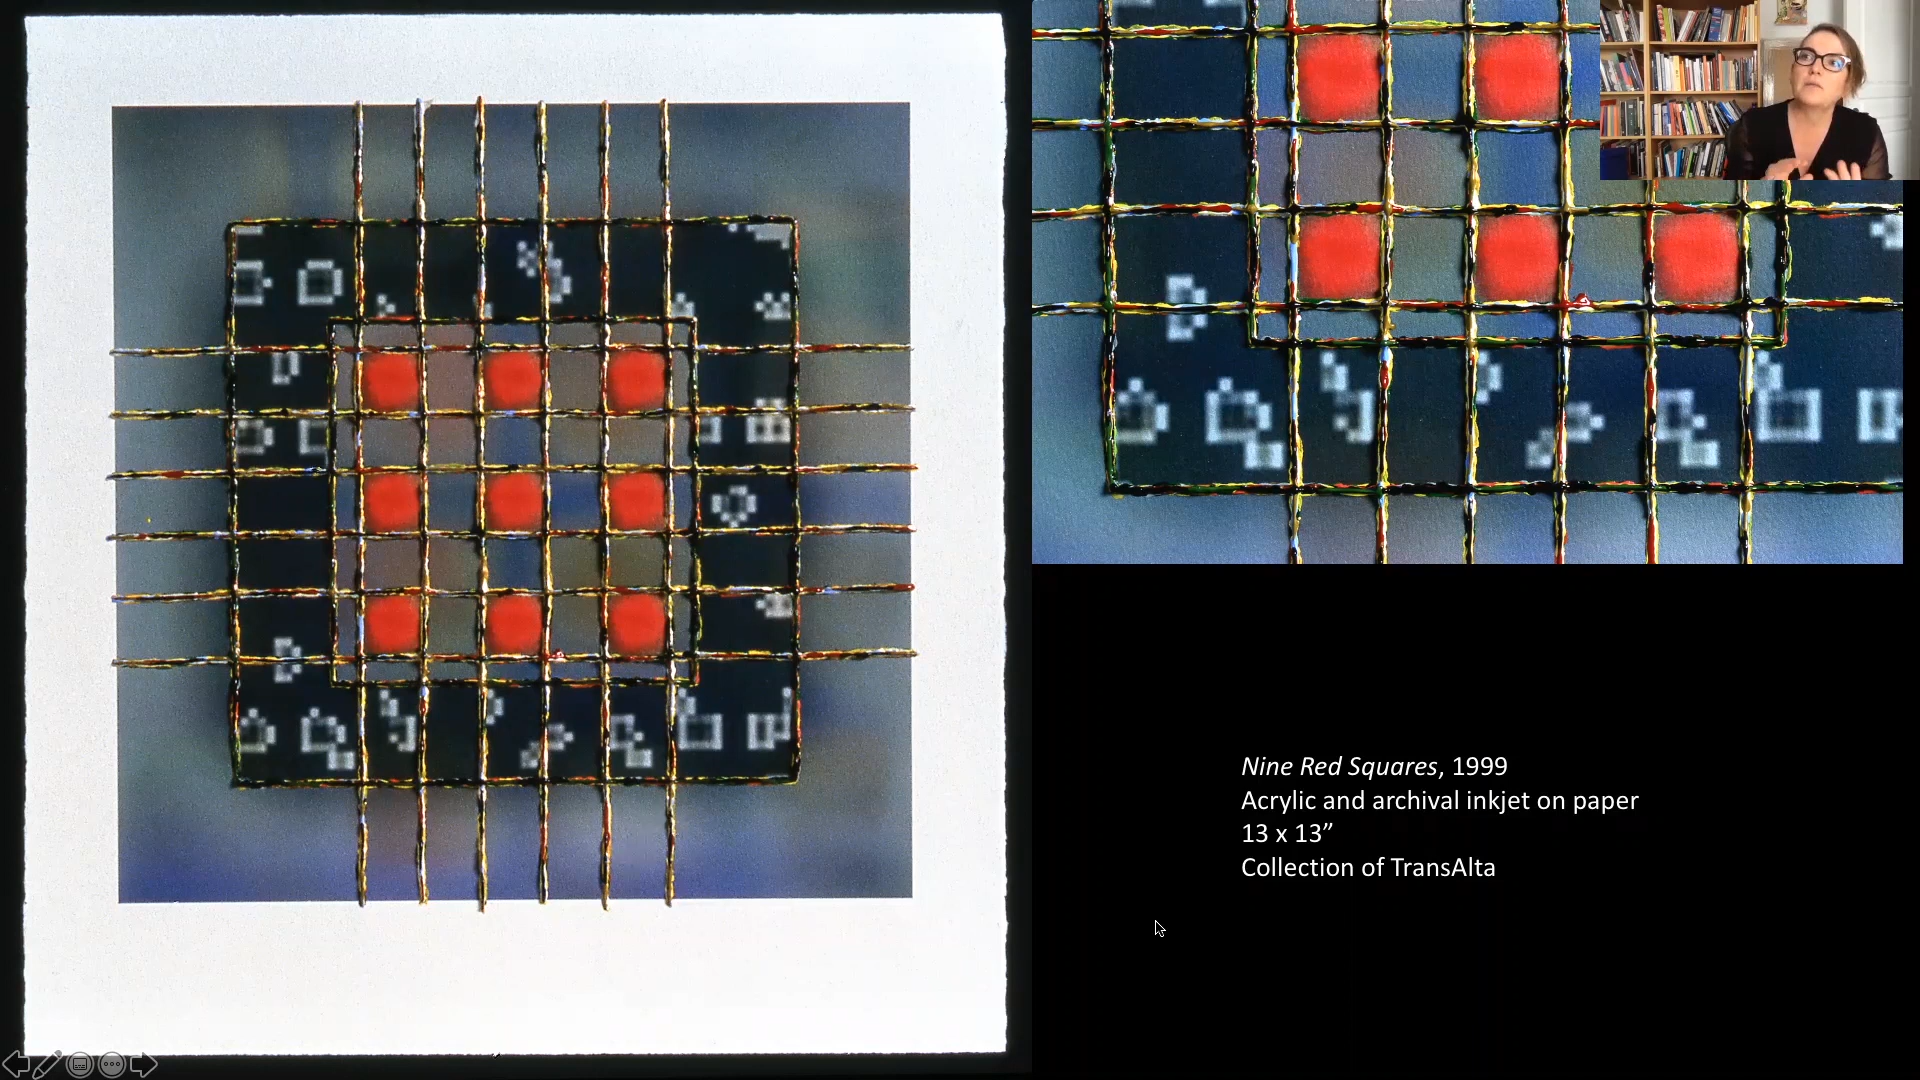 Nine Red Squares, 1999
Acrylic and archival inkjet on paper
13 x 13”
Collection of TransAlta